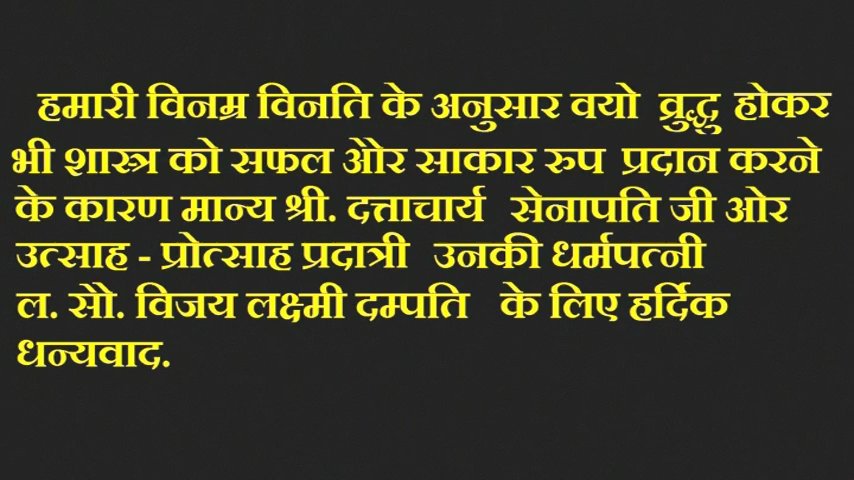 हमारी विनम्र विनति के अनुसार वयो व्रुद्धु होकर
भी शास्त्र को सफल औेर साकार रुप प्रदान करने
के कारण मान्य श्री. दत्ताचार्य सेनापति जी ओर
उत्साह - प्रोत्साह प्रदात्री उनकी धर्मपत्नी
ल. सोै. विजय लक्ष्मी दम्पति के लिए हर्दिक
धन्यवाद.